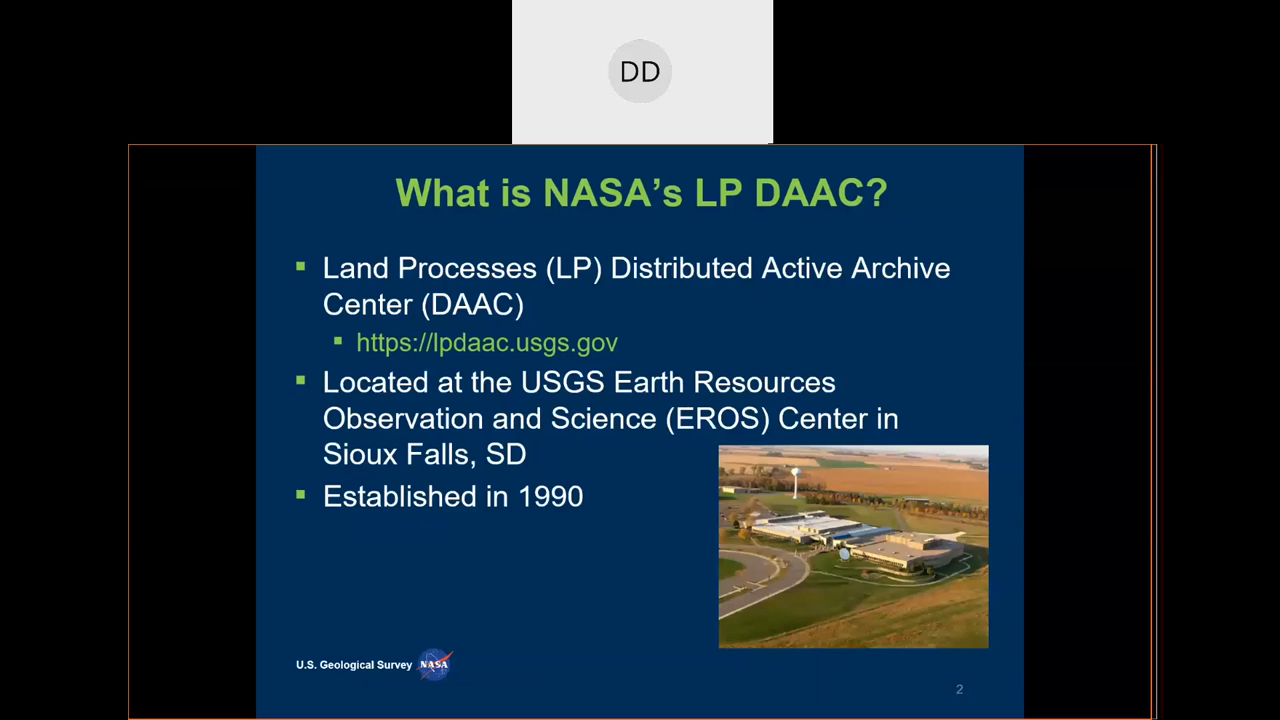 DD
What is NASA’s LP DAAC?
Land Processes (LP) Distributed Active Archive
Center (DAAC)
https://lpdaac.usgs.gov
Located at the USGS Earth Resources
Observation and Science (EROS) Center in
Sioux Falls, SD
Established in 1990
U.S. Geological Survey NASA
2